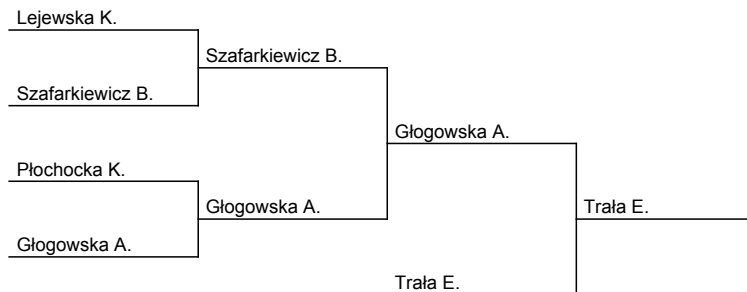 Lejewska K.
Szafarkiewicz B.
Szafarkiewicz B.
Głogowska A.
Płochocka K.
Głogowska A.
Trała E.
Głogowska A.
Trała E.